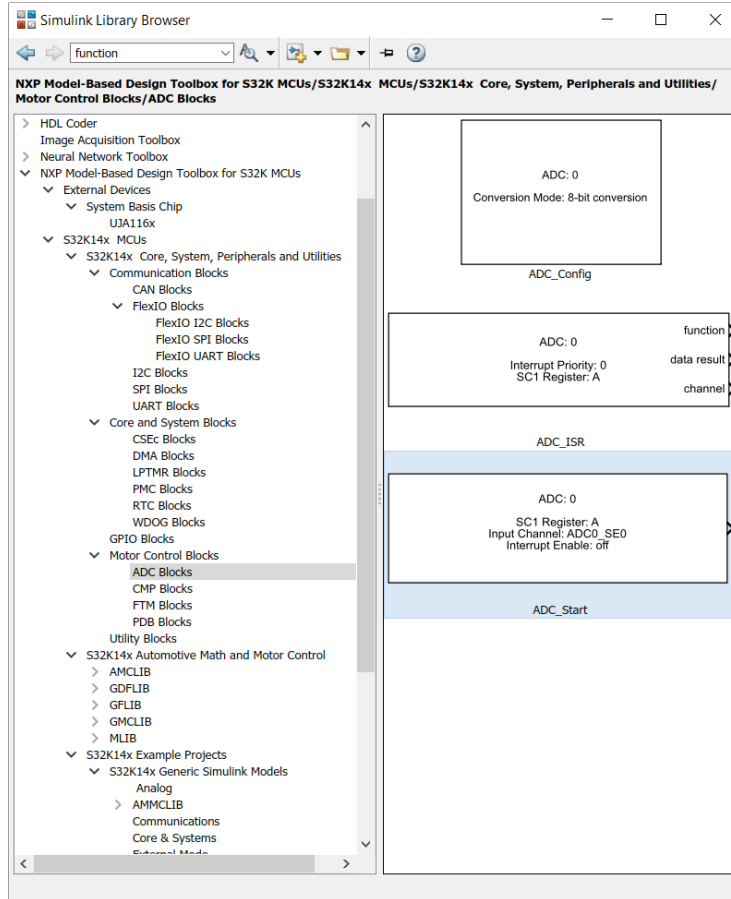 Simulink Library Browser
function
NXP Model-Based Design Toolbox for S32K MCUs/S32K14x MCUs/S32K14x Core, System, Peripherals and Utilities/
Motor Control Blocks/ADC Blocks
HDL Coder
Image Acquisition Toolbox
Neural Network Toolbox
NXP Model-Based Design Toolbox for S32K MCUs
External Devices
System Basis Chip
UJA116x
S32K14x MCUs
S32K14x Core, System, Peripherals and Utilities
Communication Blocks
CAN Blocks
FlexIO Blocks
FlexIO I2C Blocks
FlexIO SPI Blocks
FlexIO UART Blocks
I2C Blocks
SPI Blocks
UART Blocks
Core and System Blocks
CSEc Blocks
DMA Blocks
LPTMR Blocks
PMC Blocks
RTC Blocks
WDOG Blocks
GPIO Blocks
Motor Control Blocks
ADC Blocks
CMP Blocks
FTM Blocks
PDB Blocks
Utility Blocks
S32K14x Automotive Math and Motor Control
AMCLIB
GDFLIB
GFLIB
GMCLIB
MLIB
S32K14x Example Projects
S32K14x Generic Simulink Models
Analog
AMMCLIB
Communications
Core & Systems
External Mode
ADC: 0
Conversion Mode: 8-bit conversion
ADC_Config
ADC: 0
Interrupt Priority: 0
SC1 Register: A
function
data result
channel
ADC_ISR
ADC: 0
SC1 Register: A
Input Channel: ADC0_SE0
Interrupt Enable: off
ADC_Start